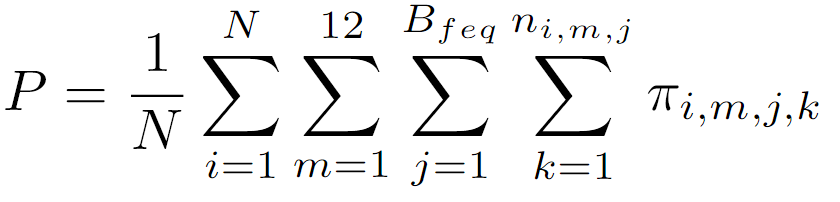 P = \frac{1}{N} \sum_{i=1}^{N} \sum_{m=1}^{12} \sum_{j=1}^{B_{feq}} \sum_{k=1}^{n_{i,m,j}} \pi_{i,m,j,k}